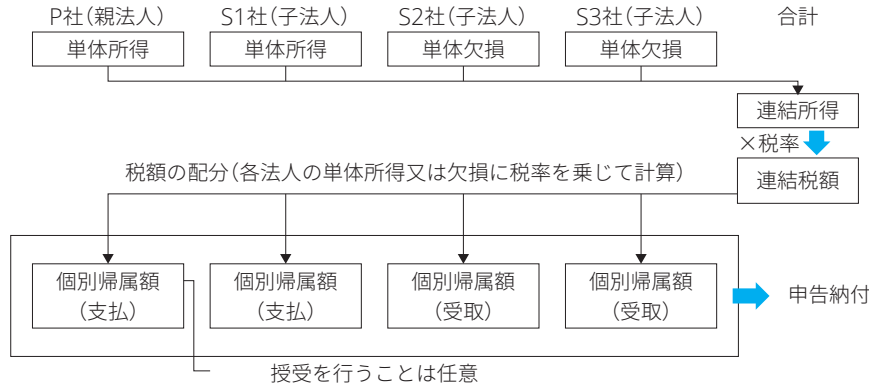 P社(親法人) S1社(子法人) S2社(子法人) S3社(子法人) 合計
単体所得 単体所得 単体欠損 単体欠損
連結所得
×税率
税額の配分(各法人の単体所得又は欠損に税率を乗じて計算)
連結税額
個別帰属額 個別帰属額 個別帰属額 個別帰属額
(支払) (支払) (受取) (受取)
申告納付
授受を行うことは任意